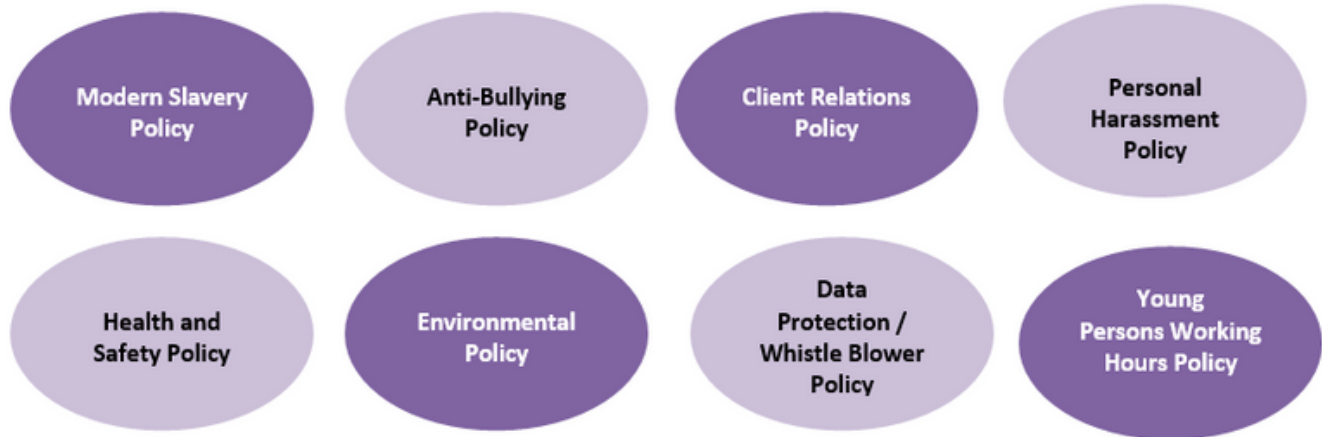 Modern Slavery
Policy
Anti-Bullying
Policy
Client Relations
Policy
Personal
Harassment
Policy
Health and
Safety Policy
Environmental
Policy
Data
Protection /
Whistle Blower
Policy
Young
Persons Working
Hours Policy